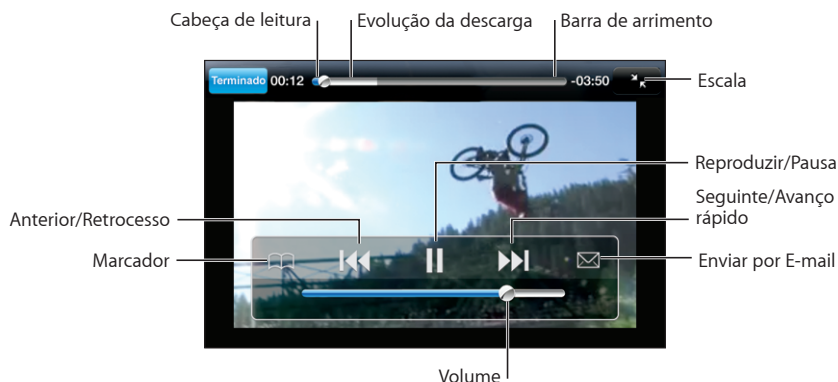 Cabeça de leitura
Evolução da descarga
Barra de arrimento
Terminado
00:12
-03:50
Escala
Reproduzir/Pausa
Seguinte/Avanço
rápido
Anterior/Retrocesso
Marcador
Enviar por E-mail
Volume